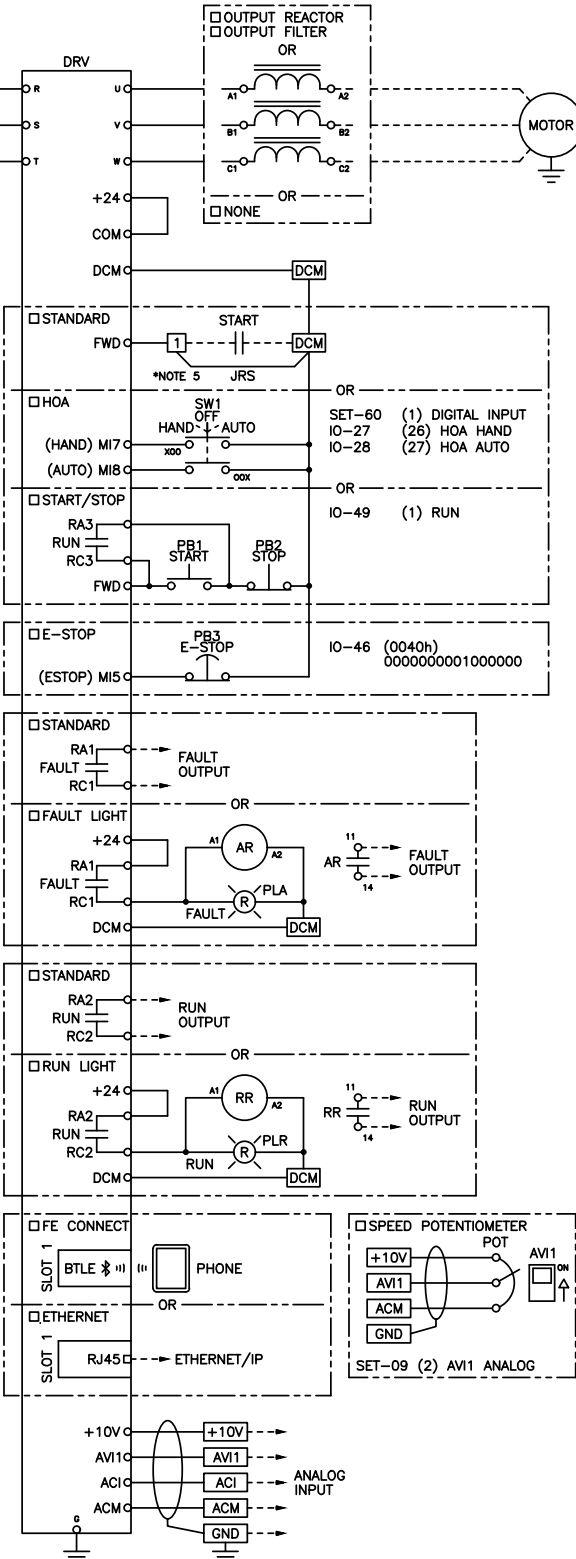 OUTPUT REACTOR
OUTPUT FILTER
OR
DRV
R U A1 A2
S V B1 B2 MOTOR
T W C1 C2
+24 OR
NONE
COM
DCM DCM
STANDARD START
FWD 1 DCM
*NOTE 5 JRS
OR
HOA SW1
OFF
HAND AUTO
SET-60 (1) DIGITAL INPUT
IO-27 (26) HOA HAND
IO-28 (27) HOA AUTO
(HAND) MI7 XOO
(AUTO) MI8 OOX
OR
START/STOP IO-49 (1) RUN
RA3
RUN
RC3
PB1
START
PB2
STOP
FWD
E-STOP PB3
E-STOP
IO-46 (0040h)
0000000001000000
(ESTOP) MI5
STANDARD
RA1
FAULT
RC1
FAULT
OUTPUT
OR
FAULT LIGHT
+24
RA1
FAULT
RC1
DCM
A1 AR A2
FAULT R PLA
DCM
11
AR
14
FAULT
OUTPUT
STANDARD
RA2
RUN
RC2
RUN
OUTPUT
OR
RUN LIGHT
+24
RA2
RUN
RC2
DCM
A1 RR A2
RUN R PLR
DCM
11
RR
14
RUN
OUTPUT
FE CONNECT
SLOT 1
BTLE
PHONE
OR
ETHERNET
SLOT 1
RJ45 ETHERNET/IP
SPEED POTENTIOMETER
POT
+10V
AVI1
ACM
GND
AVI1
ON
SET-09 (2) AVI1 ANALOG
+10V +10V
AVI1 AVI1
ACI ACI
ACM ACM
GND
ANALOG
INPUT
G